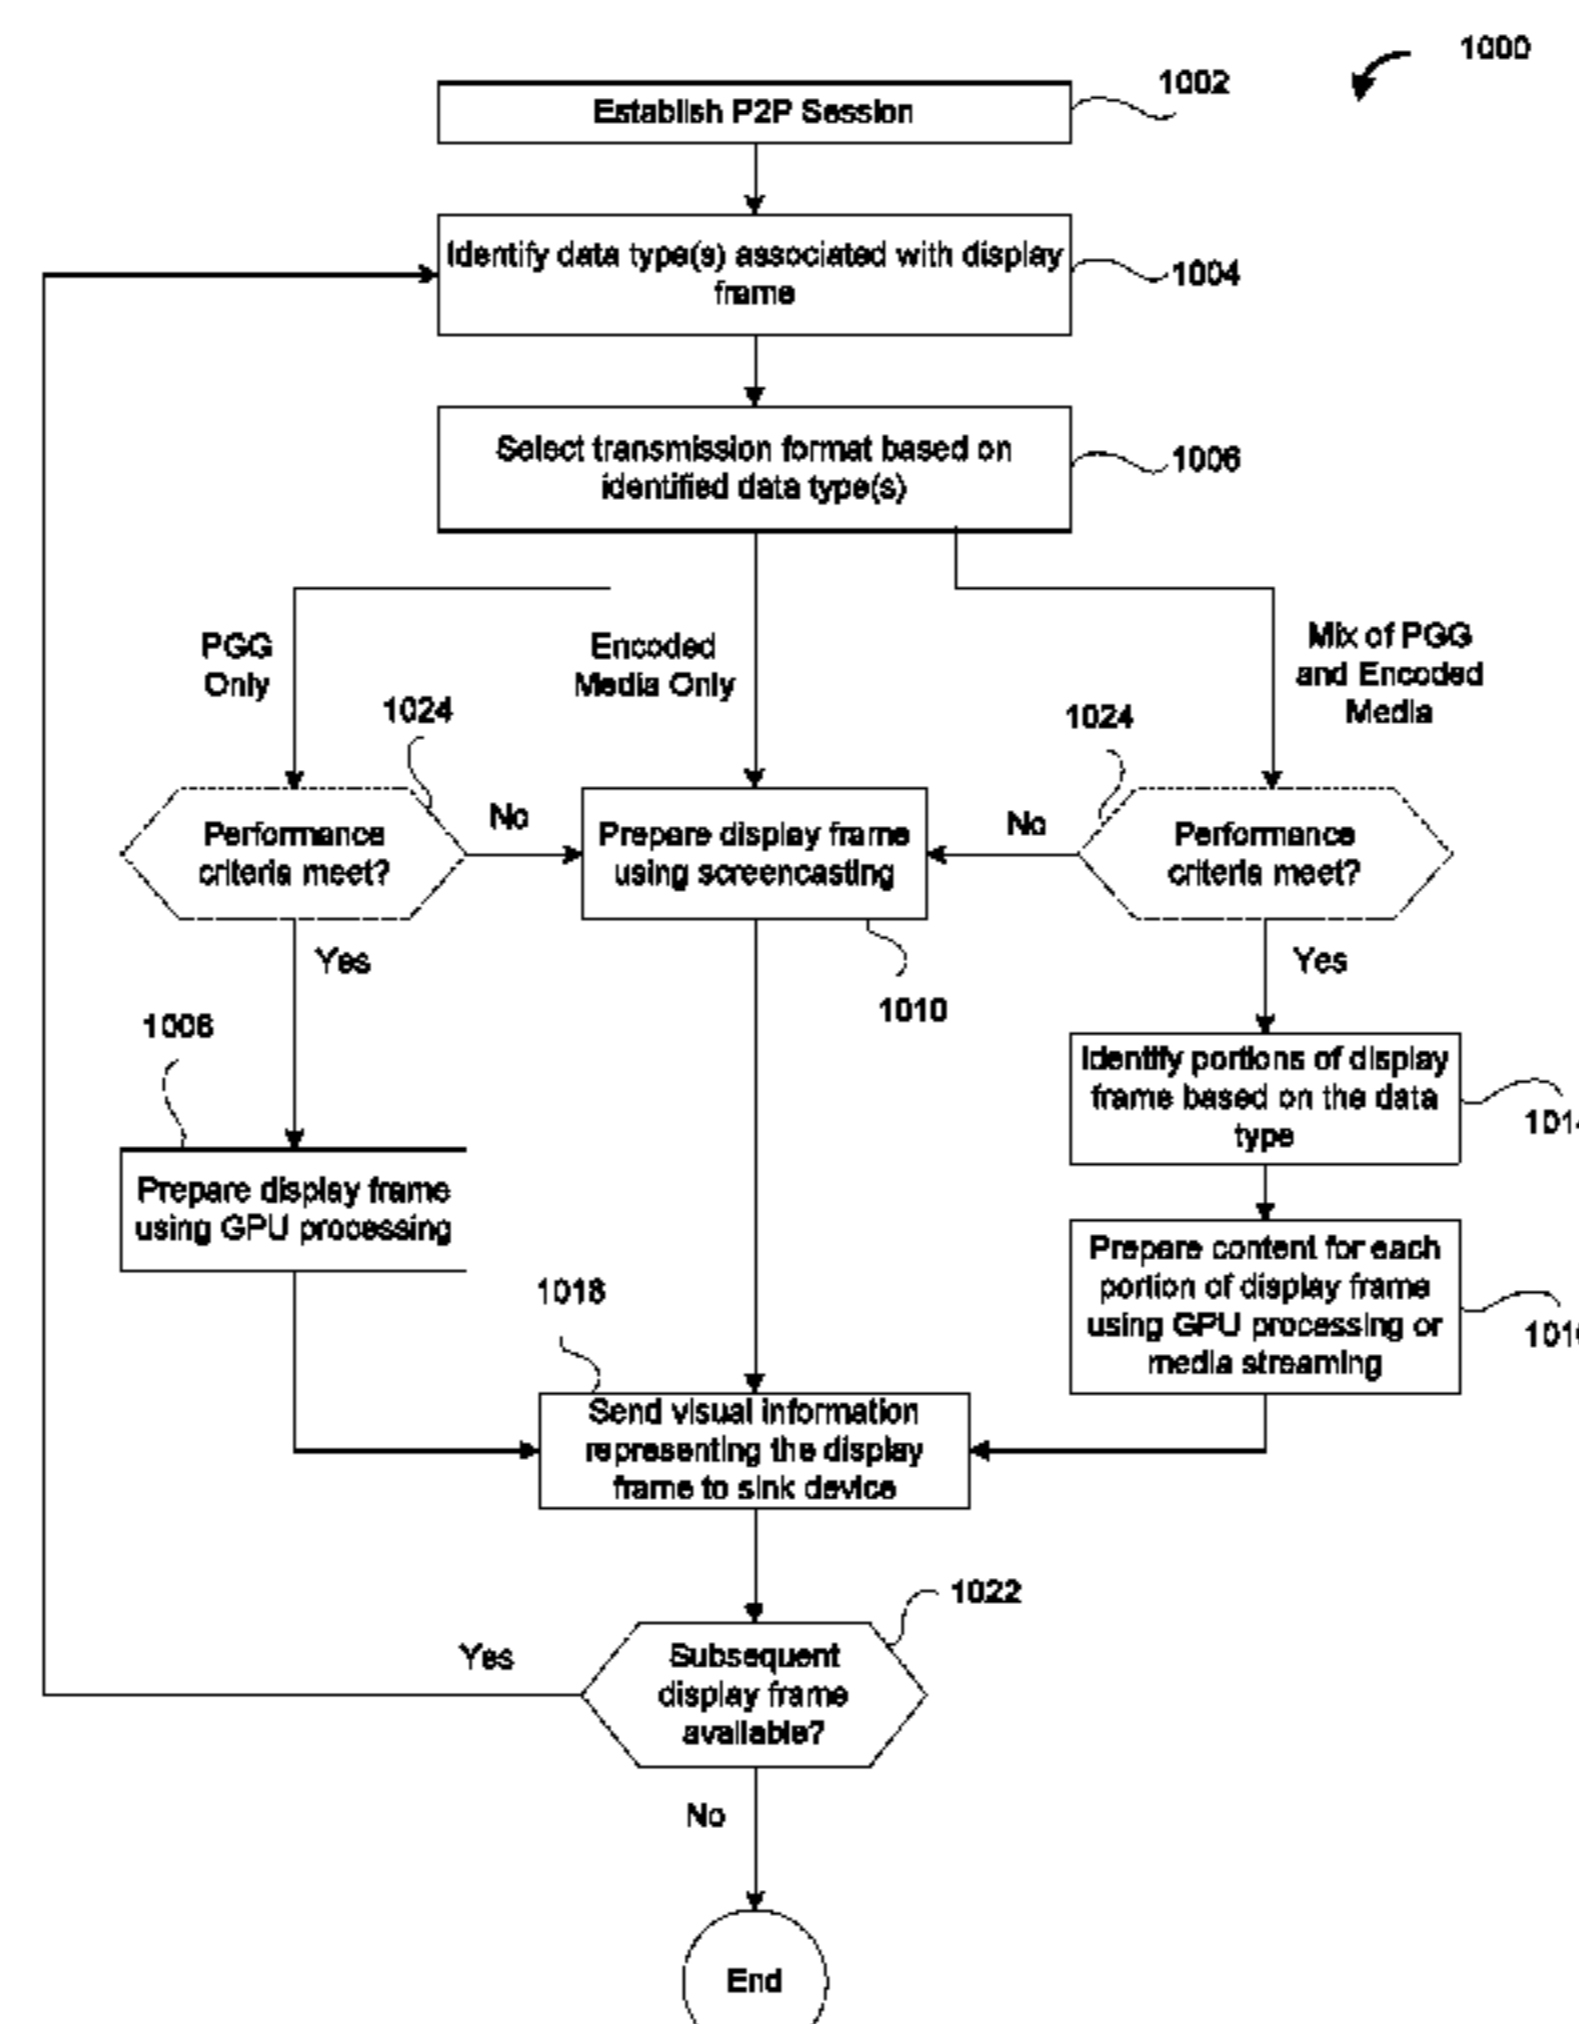 1000
1002
Establish P2P Session
Identify data type(s) associated with display
frame
1004
Select transmission format based on
identified data type(s)
1006
PGG
Only
Encoded
Media Only
Mix of PGG
and Encoded
Media
1024
1024
Performance
criteria meet?
No
Prepare display frame
using screencasting
No
Performance
criteria meet?
Yes
Yes
1010
1008
Identify portions of display
frame based on the data
type
Prepare display frame
using GPU processing
Prepare content for each
portion of display frame
using GPU processing or
media streaming
1018
Send visual information
representing the display
frame to sink device
1022
Yes
Subsequent
display frame
available?
No
End